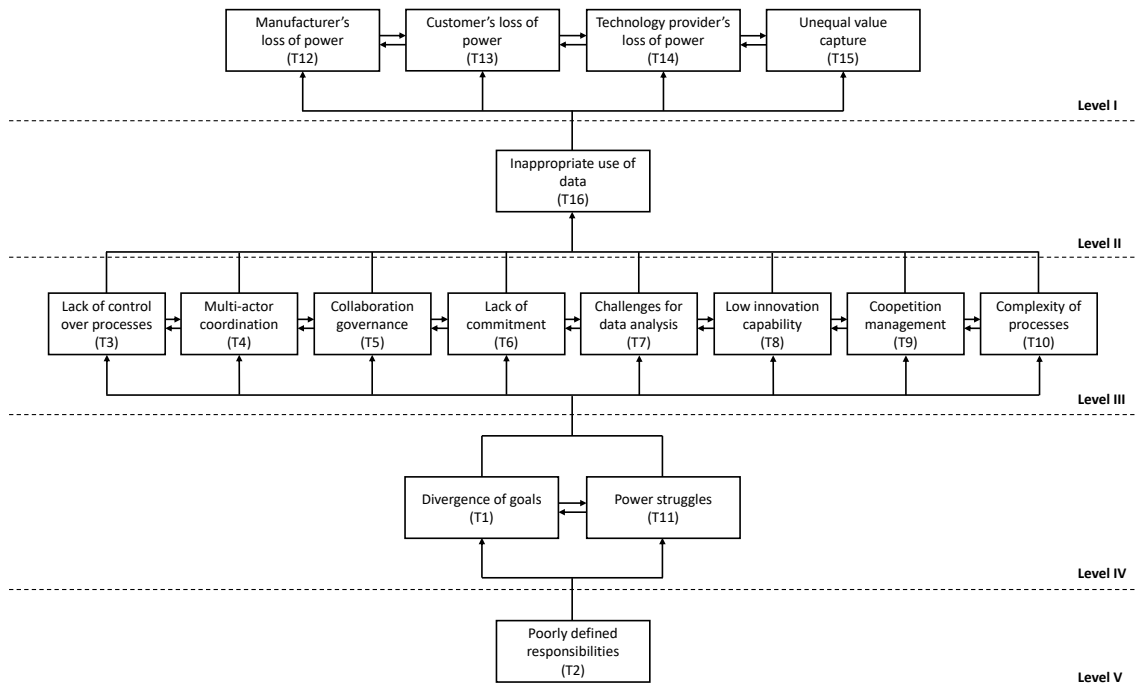 Manufacturer’s
loss of power
(T12)
Customer’s loss of
power
(T13)
Technology provider’s
loss of power
(T14)
Unequal value
capture
(T15)
Level I
Inappropriate use of
data
(T16)
Level II
Lack of control
over processes
(T3)
Multi-actor
coordination
(T4)
Collaboration
governance
(T5)
Lack of
commitment
(T6)
Challenges for
data analysis
(T7)
Low innovation
capability
(T8)
Coopetition
management
(T9)
Complexity of
processes
(T10)
Level III
Divergence of goals
(T1)
Power struggles
(T11)
Level IV
Poorly defined
responsibilities
(T2)
Level V